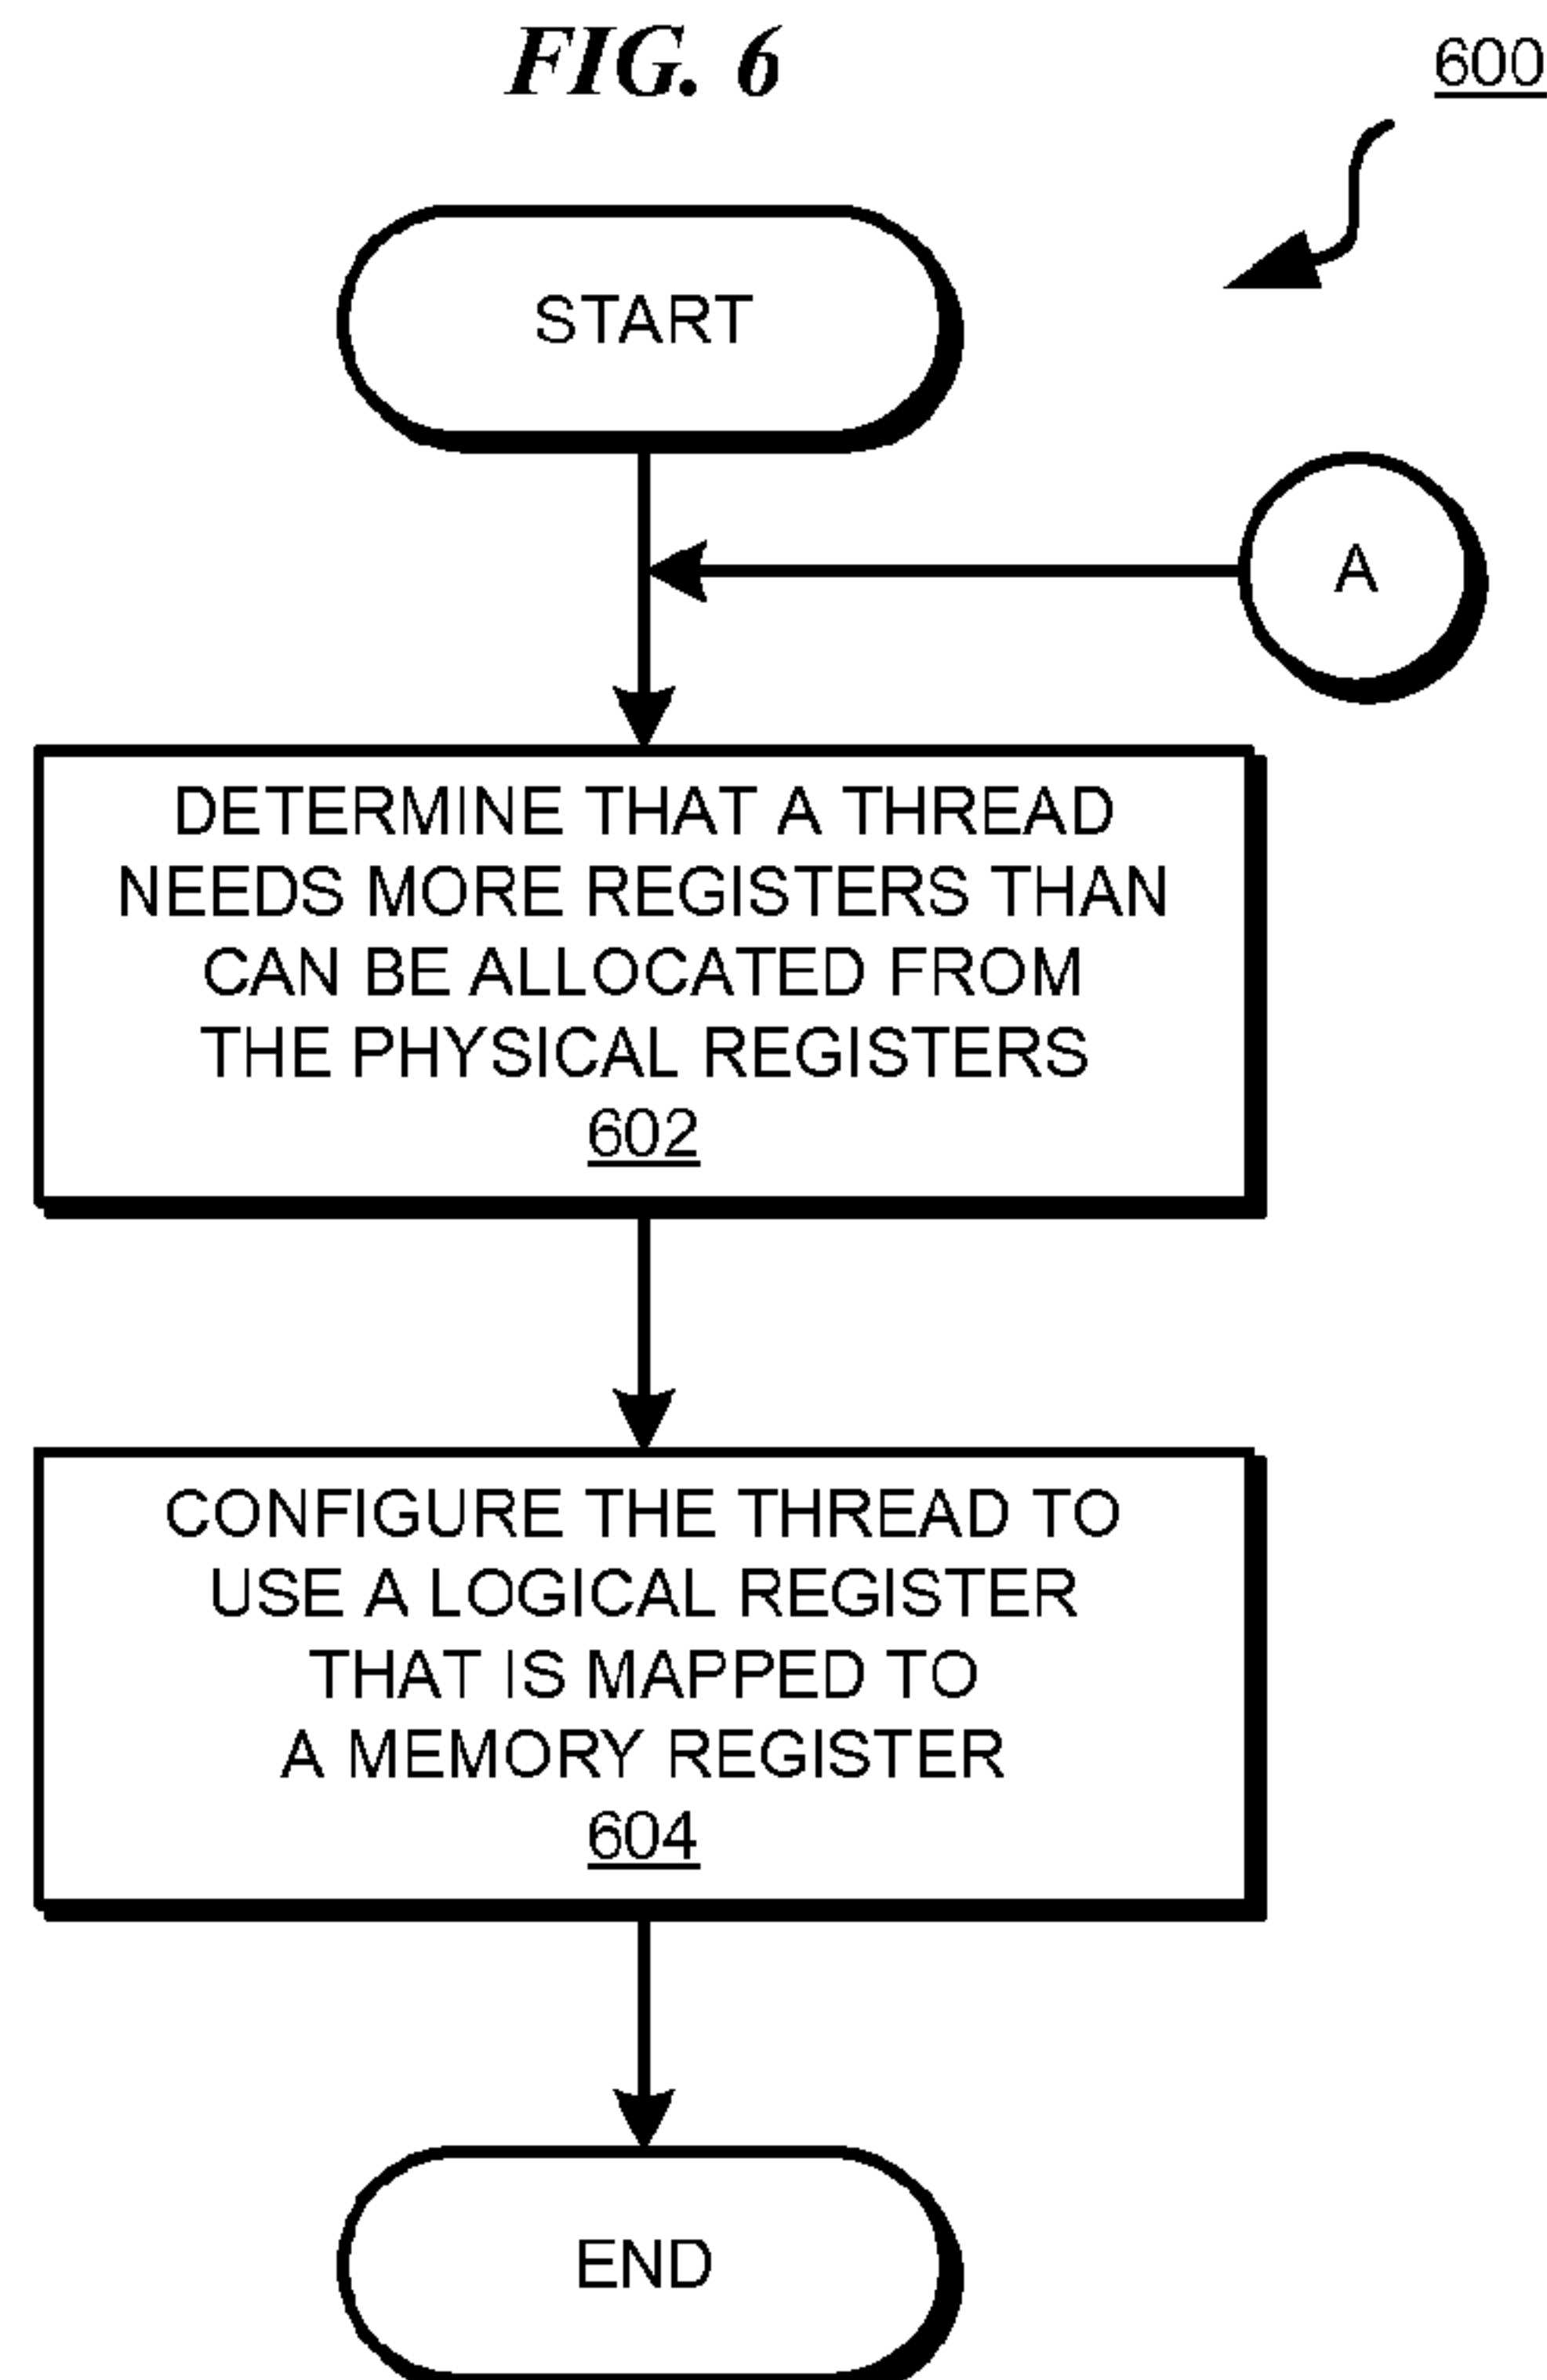 FIG. 6
600
START
A
DETERMINE THAT A THREAD
NEEDS MORE REGISTERS THAN
CAN BE ALLOCATED FROM
THE PHYSICAL REGISTERS
602
CONFIGURE THE THREAD TO
USE A LOGICAL REGISTER
THAT IS MAPPED TO
A MEMORY REGISTER
604
END